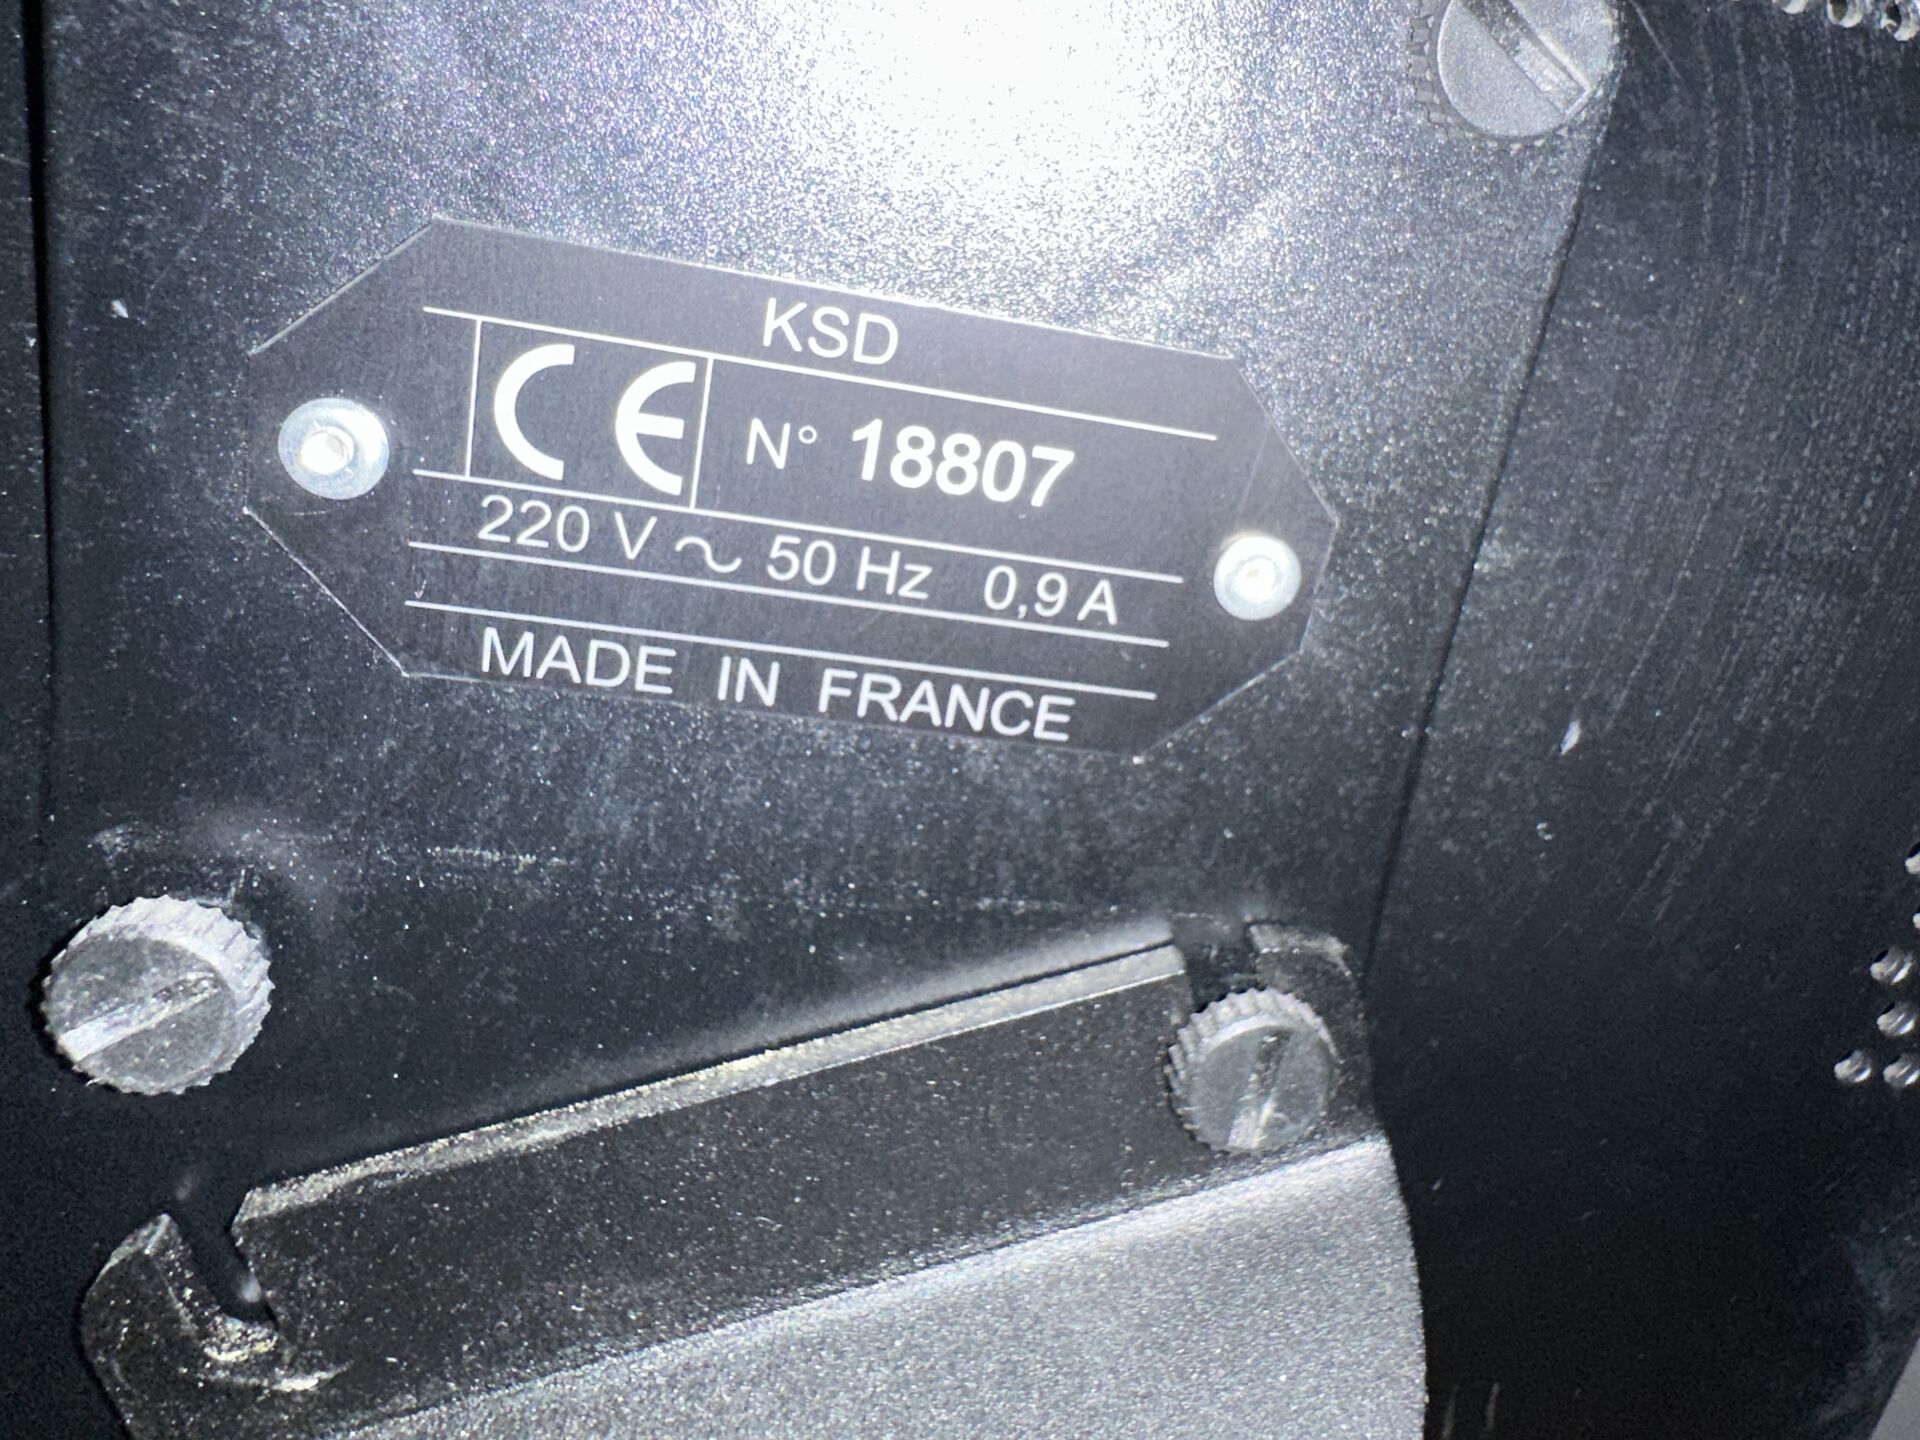 KSD
CE N° 18807
220 V ~ 50 Hz 0,9 A
MADE IN FRANCE